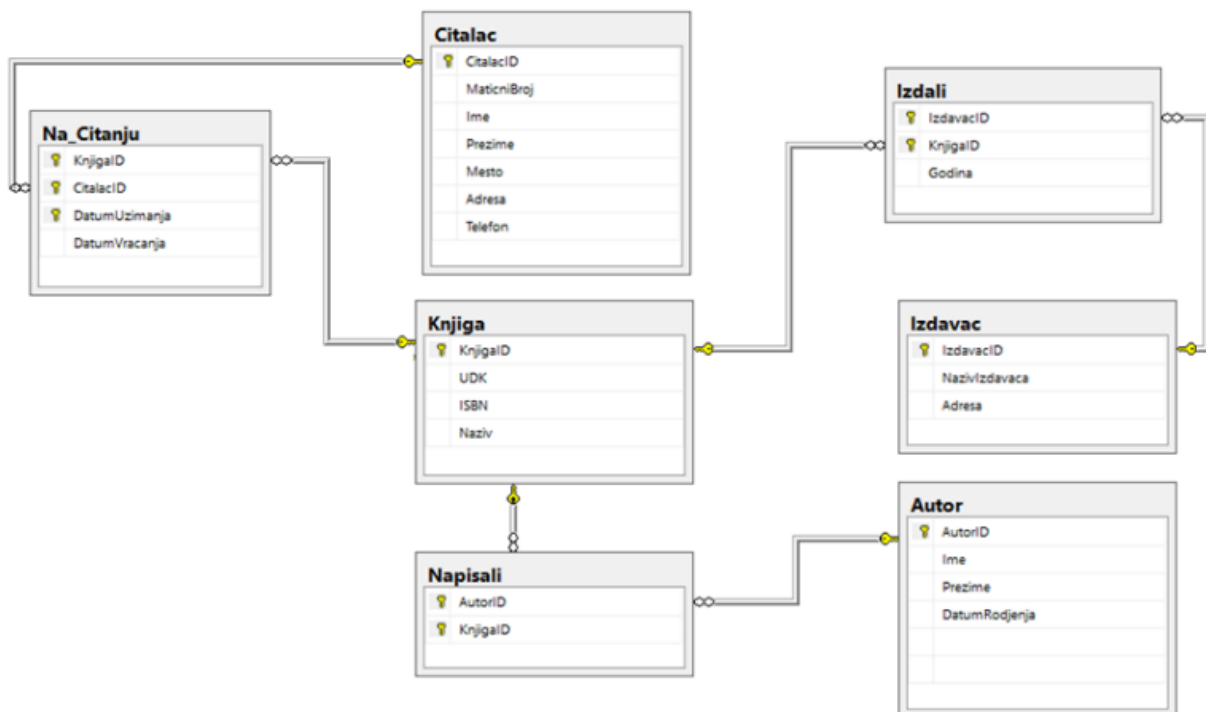 Citalac
CitalacID
MaticniBroj
Ime
Prezime
Mesto
Adresa
Telefon
Na_Citanju
KnjigaID
CitalacID
DatumUzimanja
DatumVracanja
Izdali
IzdavacID
KnjigaID
Godina
Knjiga
KnjigaID
UDK
ISBN
Naziv
Izdavac
IzdavacID
NazivIzdavaca
Adresa
Napisali
AutorID
KnjigaID
Autor
AutorID
Ime
Prezime
DatumRodjenja